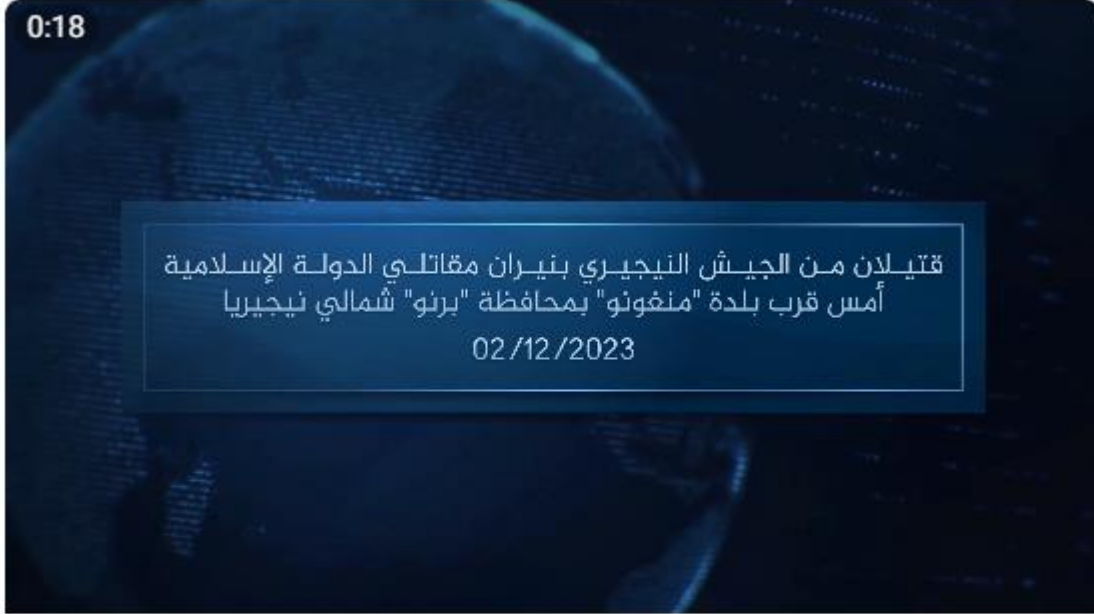 0:18
قتيلان من الجيش النيجيري بنيران مقاتلي الدولة الإسلامية
أمس قرب بلدة "منغونو" بمحافظة "برنو" شمالي نيجيريا
02/12/2023